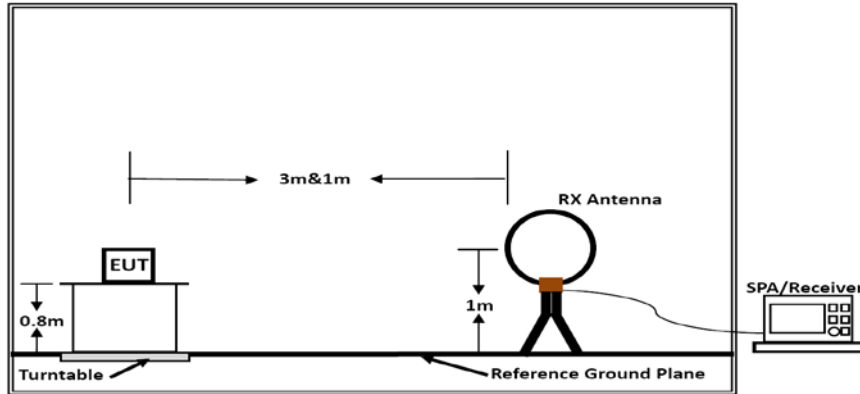 3m&1m
RX Antenna
EUT
SPA/Receiver
0.8m
1m
Turntable
Reference Ground Plane